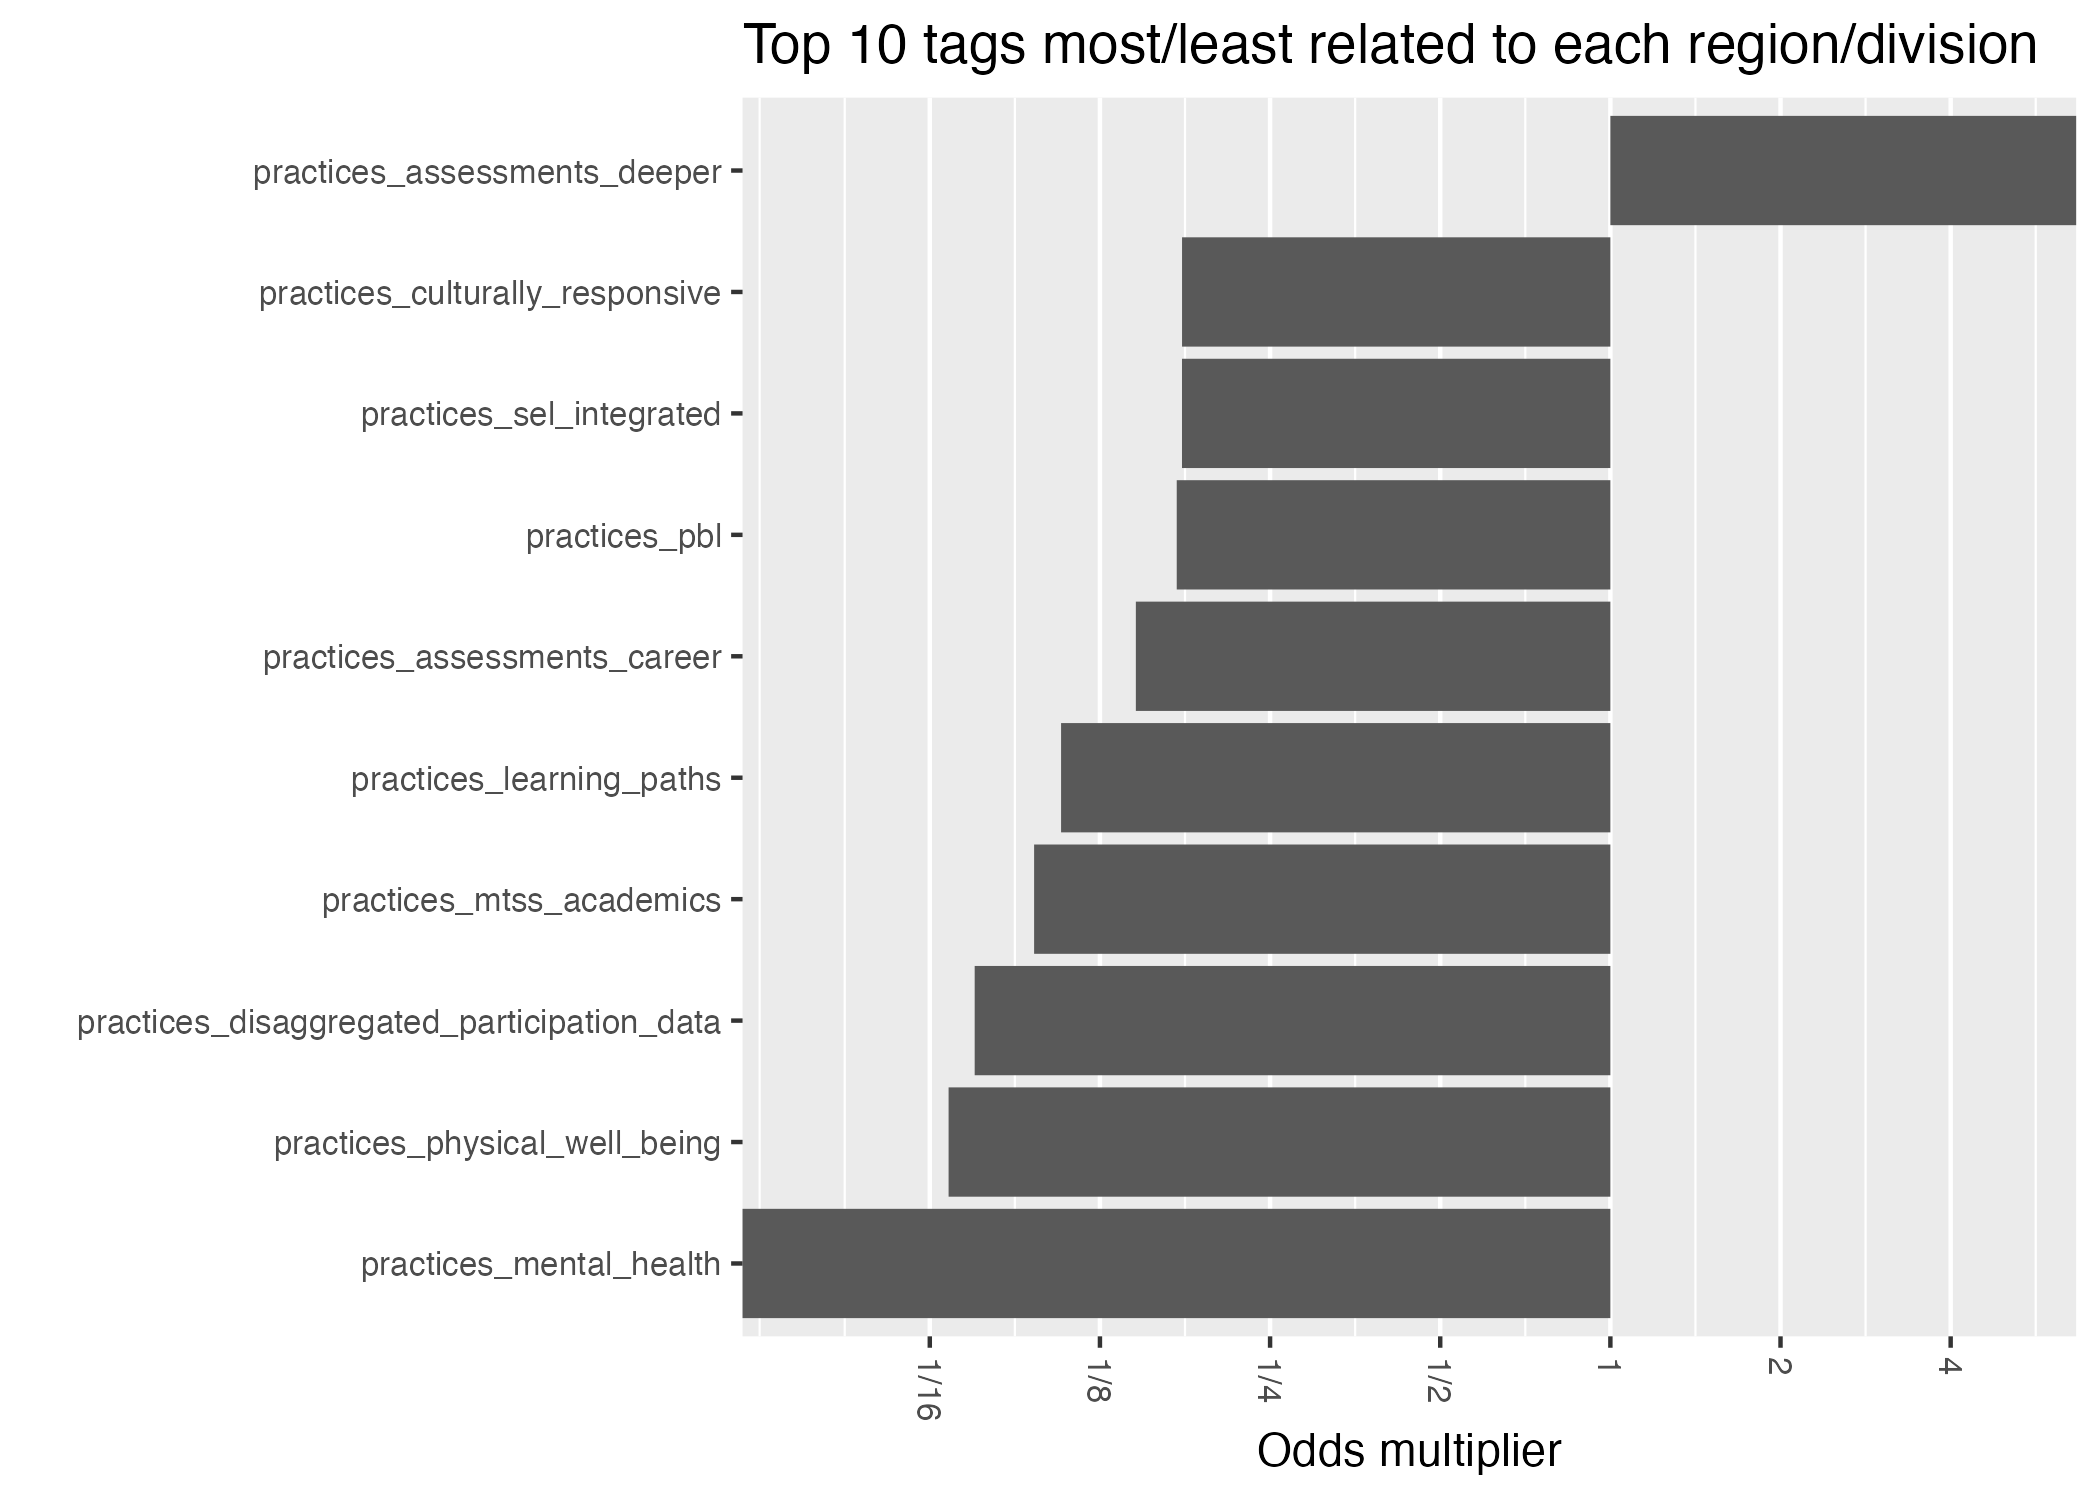 Top 10 tags most/least related to each region/division
practices_assessments_deeper
practices_culturally_responsive
practices_sel_integrated
practices_pbl
practices_assessments_career
practices_learning_paths
practices_mtss_academics
practices_disaggregated_participation_data
practices_physical_well_being
practices_mental_health
1/16 1/8 1/4 1/2 1 2 4
Odds multiplier